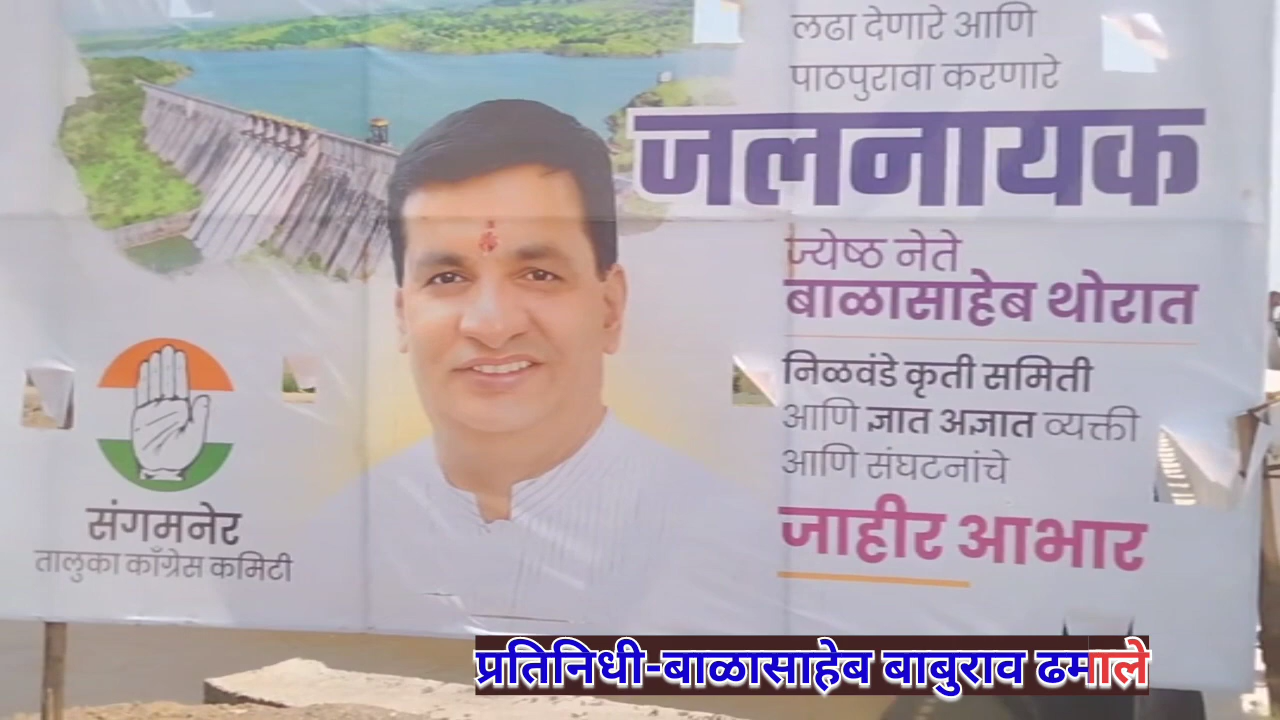 लढा देणारे आणि
पाठपुरावा करणारे
जलनायक
ज्येष्ठ नेते
बाळासाहेब थोरात
निळवंडे कृती समिती
आणि ज्ञात अज्ञात व्यक्ती
आणि संघटनांचे
जाहीर आभार
संगमनेर
तालुका काँग्रेस कमिटी
प्रतिनिधी-बाळासाहेब बाबुराव ढमाले